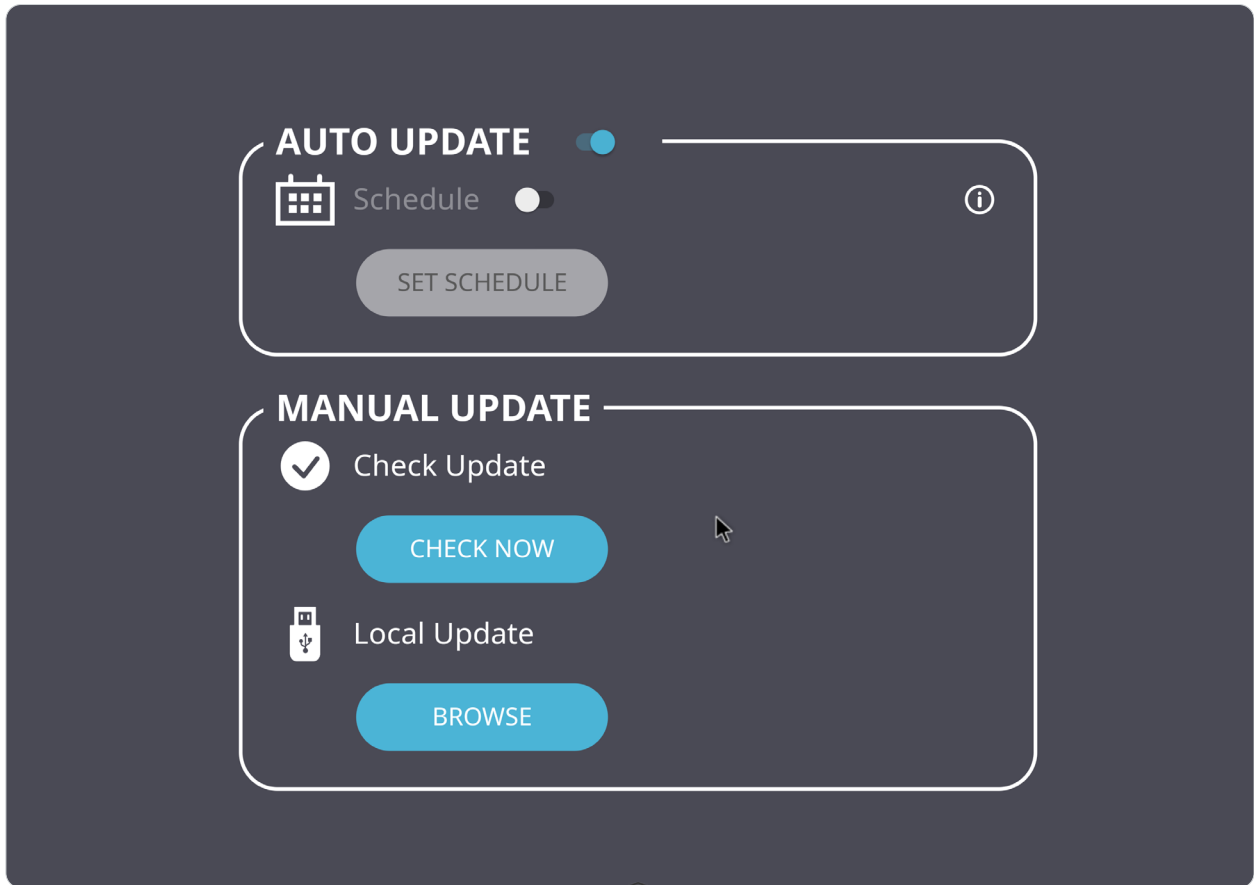 AUTO UPDATE
Schedule
SET SCHEDULE
MANUAL UPDATE
Check Update
CHECK NOW
Local Update
BROWSE